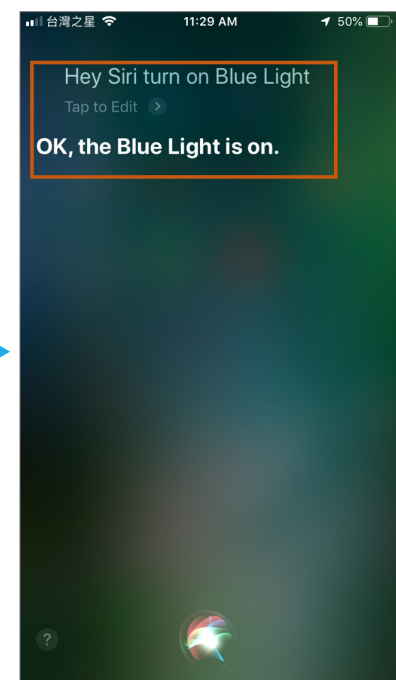 台灣之星 11:29 AM 50%
Hey Siri turn on Blue Light
Tap to Edit >
OK, the Blue Light is on.
?